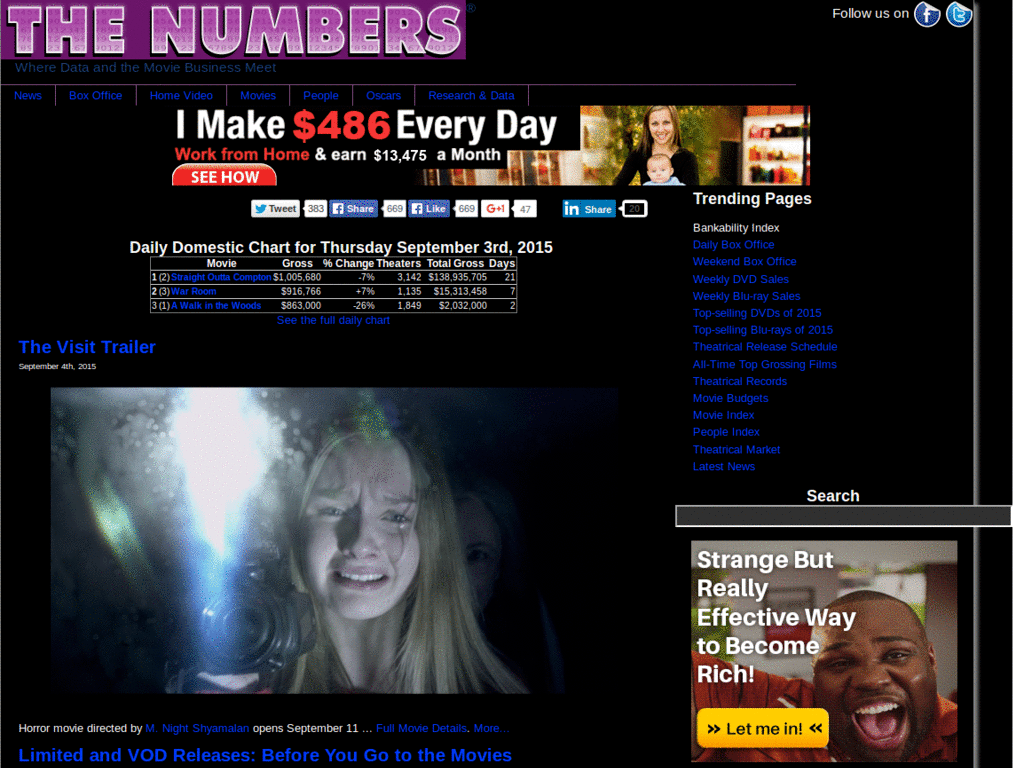 THE NUMBERS®
Where Data and the Movie Business Meet
Follow us on
News Box Office Home Video Movies People Oscars Research & Data
I Make $486 Every Day
Work from Home & earn $13,475 a Month
SEE HOW
Tweet 383 Share 669 Like 669 G+1 47 in Share 20
Daily Domestic Chart for Thursday September 3rd, 2015
Movie Gross % Change Theaters Total Gross Days
1 (2) Straight Outta Compton $1,005,680 -7% 3,142 $138,935,705 21
2 (3) War Room $916,766 +7% 1,135 $15,313,458 7
3 (1) A Walk in the Woods $863,000 -26% 1,849 $2,032,000 2
See the full daily chart
The Visit Trailer
September 4th, 2015
Horror movie directed by M. Night Shyamalan opens September 11 ... Full Movie Details. More...
Limited and VOD Releases: Before You Go to the Movies
Trending Pages
Bankability Index
Daily Box Office
Weekend Box Office
Weekly DVD Sales
Weekly Blu-ray Sales
Top-selling DVDs of 2015
Top-selling Blu-rays of 2015
Theatrical Release Schedule
All-Time Top Grossing Films
Theatrical Records
Movie Budgets
Movie Index
People Index
Theatrical Market
Latest News
Search
Strange But
Really
Effective Way
to Become
Rich!
» Let me in! «